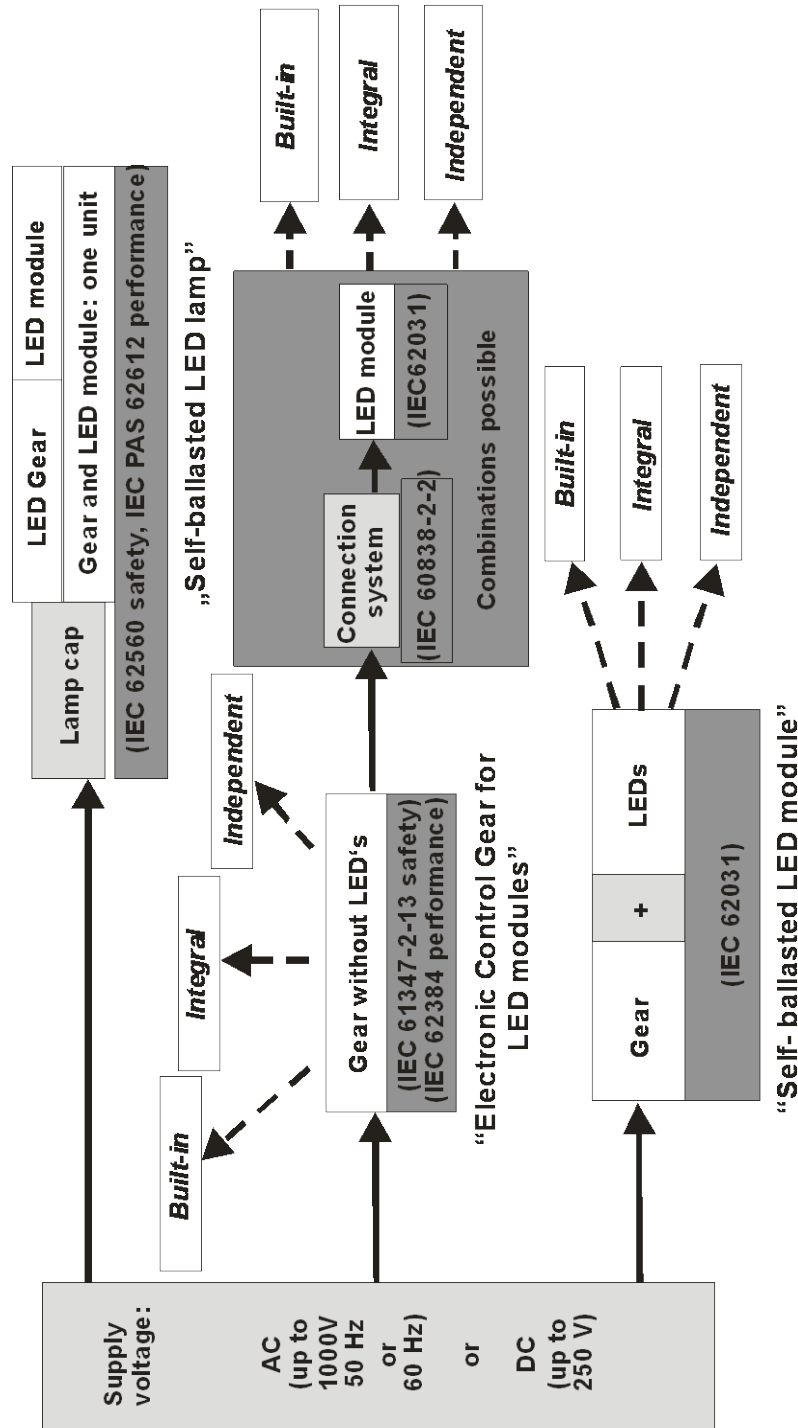 Supply
voltage:
AC
(up to
1000V
50 Hz
or
60 Hz)
or
DC
(up to
250 V)
Lamp cap
LED Gear
LED module
Gear and LED module: one unit
(IEC 62560 safety, IEC PAS 62612 performance)
„Self-ballasted LED lamp”
Built-in
Integral
Independent
Gear without LED‘s
(IEC 61347-2-13 safety)
(IEC 62384 performance)
“Electronic Control Gear for
LED modules”
Connection
system
(IEC 60838-2-2)
LED module
(IEC62031)
Combinations possible
Built-in
Integral
Independent
Gear
+
LEDs
(IEC 62031)
“Self- ballasted LED module”
Built-in
Integral
Independent